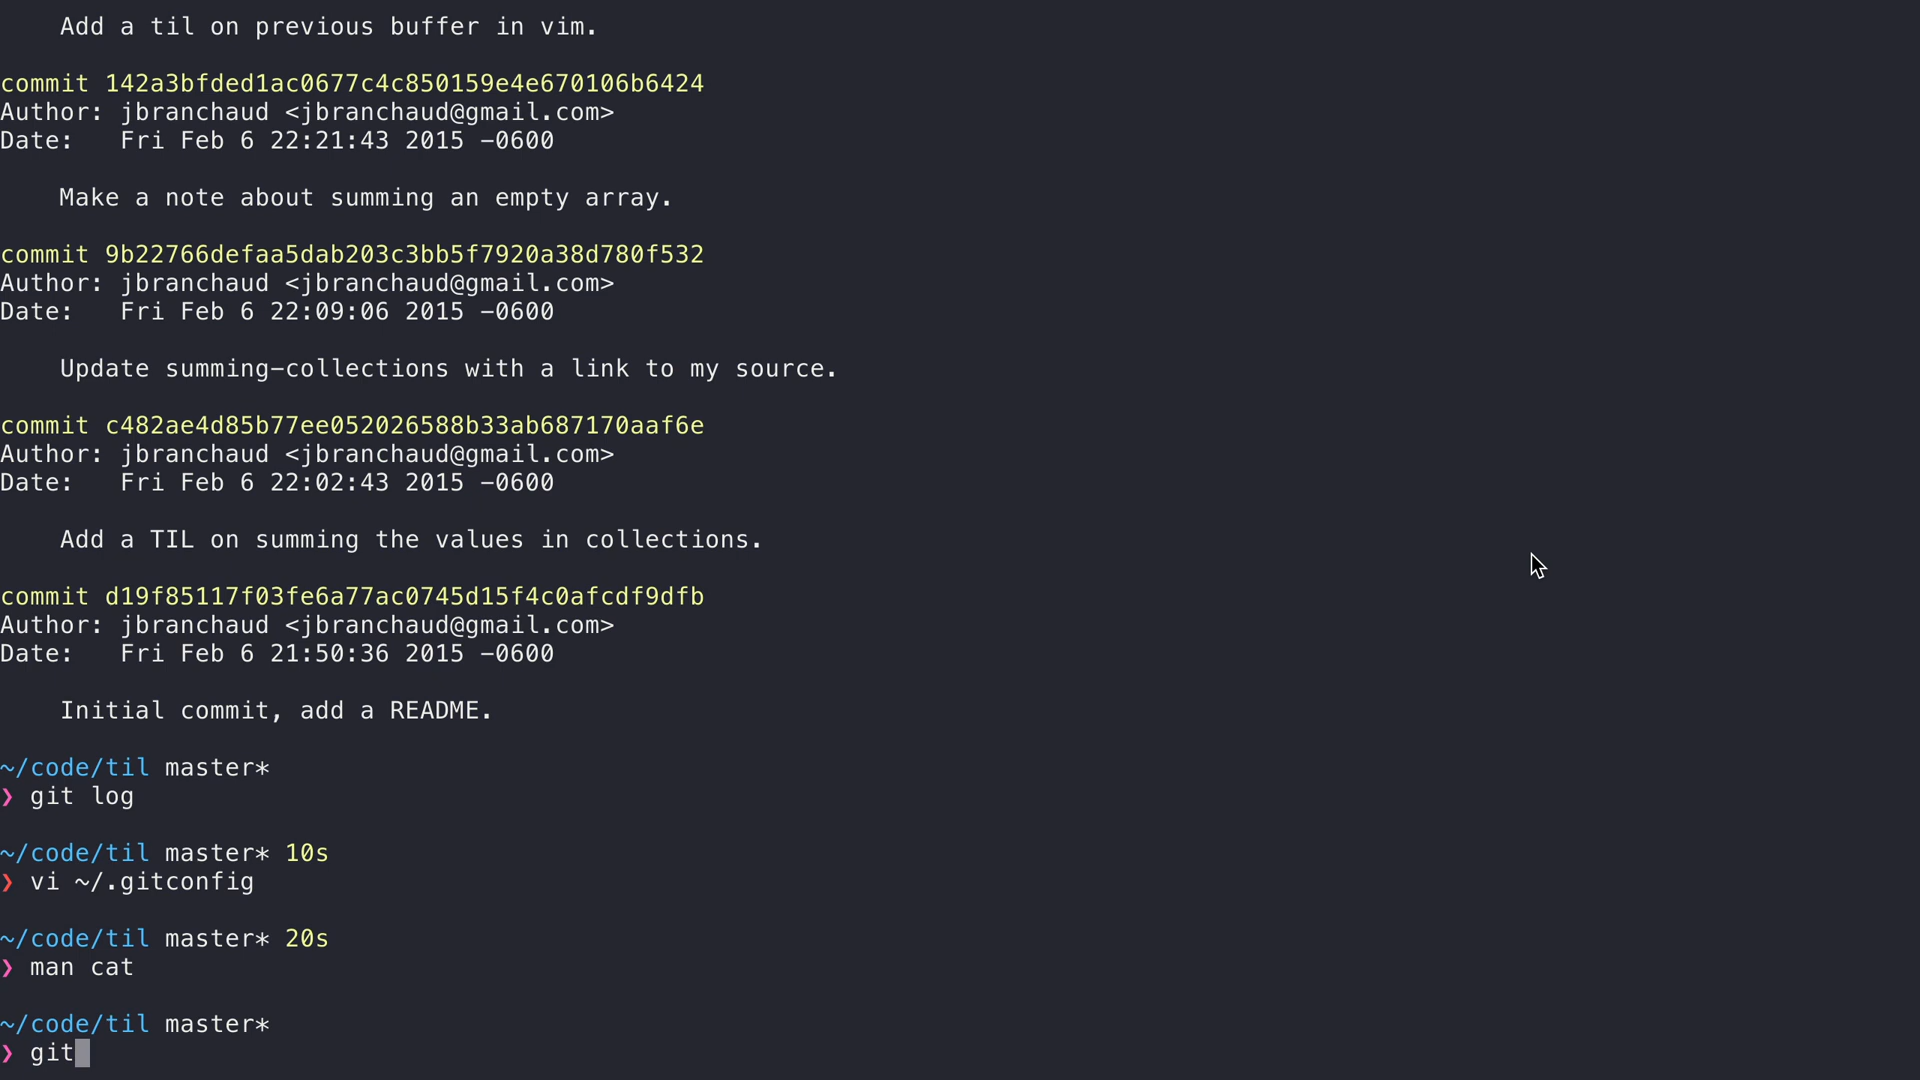 Add a til on previous buffer in vim.
commit 142a3bfded1ac0677c4c850159e4e670106b6424
Author: jbranchaud <jbranchaud@gmail.com>
Date:   Fri Feb 6 22:21:43 2015 -0600
Make a note about summing an empty array.
commit 9b22766defaa5dab203c3bb5f7920a38d780f532
Author: jbranchaud <jbranchaud@gmail.com>
Date:   Fri Feb 6 22:09:06 2015 -0600
Update summing-collections with a link to my source.
commit c482ae4d85b77ee052026588b33ab687170aaf6e
Author: jbranchaud <jbranchaud@gmail.com>
Date:   Fri Feb 6 22:02:43 2015 -0600
Add a TIL on summing the values in collections.
commit d19f85117f03fe6a77ac0745d15f4c0afcdf9dfb
Author: jbranchaud <jbranchaud@gmail.com>
Date:   Fri Feb 6 21:50:36 2015 -0600
Initial commit, add a README.
~/code/til master*
❯ git log
~/code/til master* 10s
❯ vi ~/.gitconfig
~/code/til master* 20s
❯ man cat
~/code/til master*
❯ git